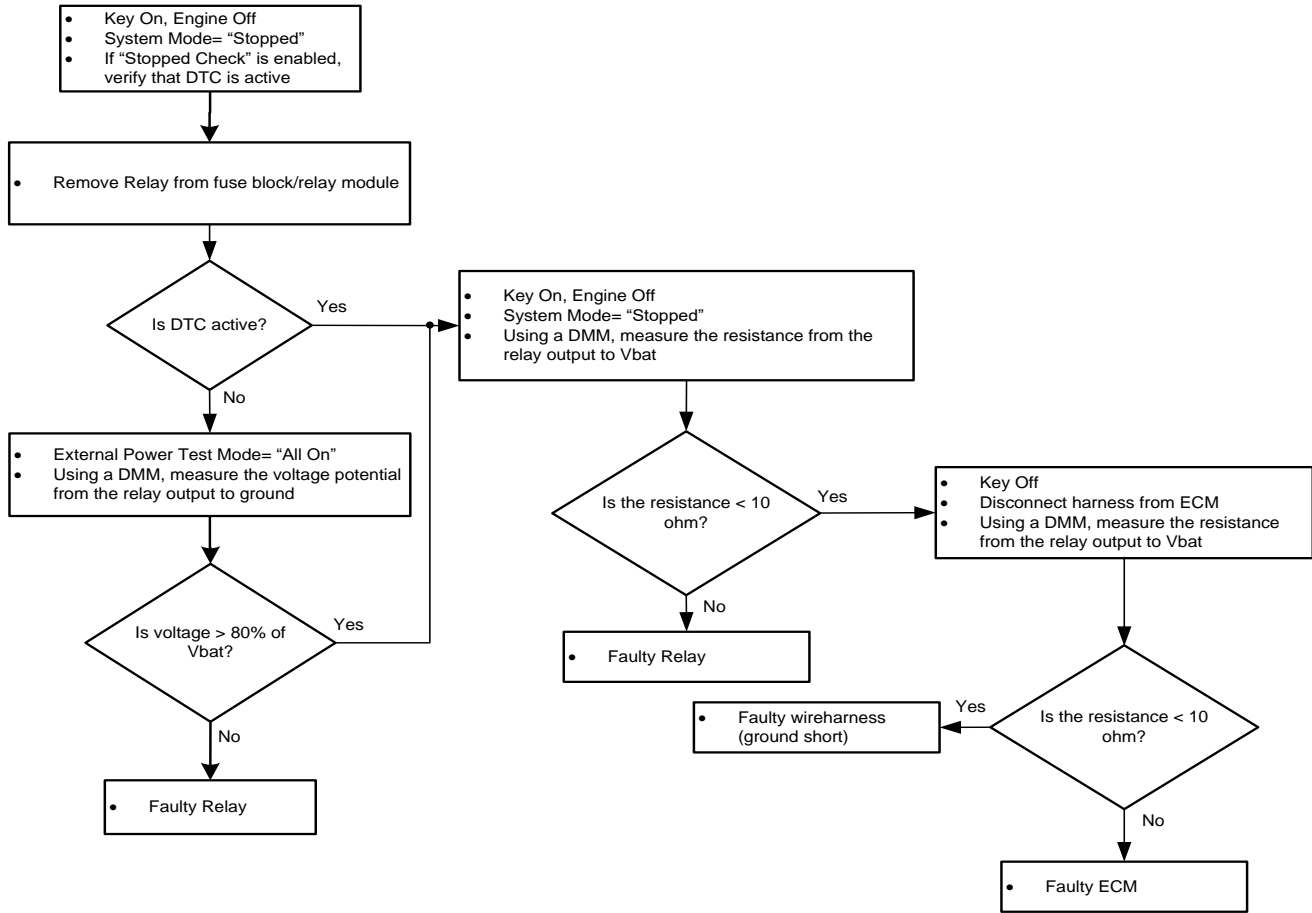 • Key On, Engine Off
• System Mode= “Stopped”
• If “Stopped Check” is enabled,
verify that DTC is active
• Remove Relay from fuse block/relay module
Is DTC active?
Yes
No
• External Power Test Mode= “All On”
• Using a DMM, measure the voltage potential
from the relay output to ground
Is voltage > 80% of
Vbat?
Yes
No
• Faulty Relay
• Key On, Engine Off
• System Mode= “Stopped”
• Using a DMM, measure the resistance from the
relay output to Vbat
Is the resistance < 10
ohm?
Yes
No
• Faulty Relay
• Key Off
• Disconnect harness from ECM
• Using a DMM, measure the resistance
from the relay output to Vbat
Is the resistance < 10
ohm?
Yes
• Faulty wireharness
(ground short)
No
• Faulty ECM